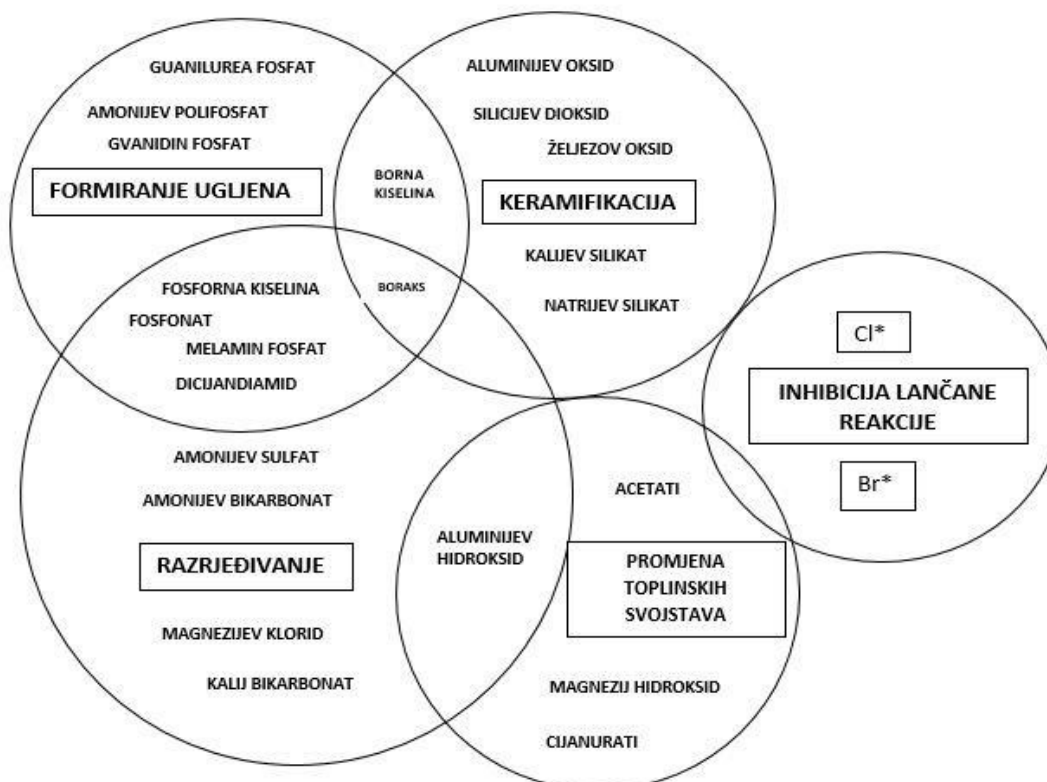 GUANILUREA FOSFAT
AMONIJEV POLIFOSFAT
GVANIDIN FOSFAT
FORMIRANJE UGLJENA
BORNA
KISELINA
ALUMINIJEV OKSID
SILICIJEV DIOKSID
ŽELJEZOV OKSID
KERAMIFIKACIJA
KALIJEV SILIKAT
NATRIJEV SILIKAT
BORAKS
FOSFORNA KISELINA
FOSFONAT
MELAMIN FOSFAT
DICIJANDIAMID
Cl*
INHIBICIJA LANČANE
REAKCIJE
Br*
AMONIJEV SULFAT
AMONIJEV BIKARBONAT
RAZRJEĐIVANJE
MAGNEZIJEV KLORID
KALIJ BIKARBONAT
ALUMINIJEV
HIDROKSID
ACETATI
PROMJENA
TOPLINSKIH
SVOJSTAVA
MAGNEZIJ HIDROKSID
CIJANURATI